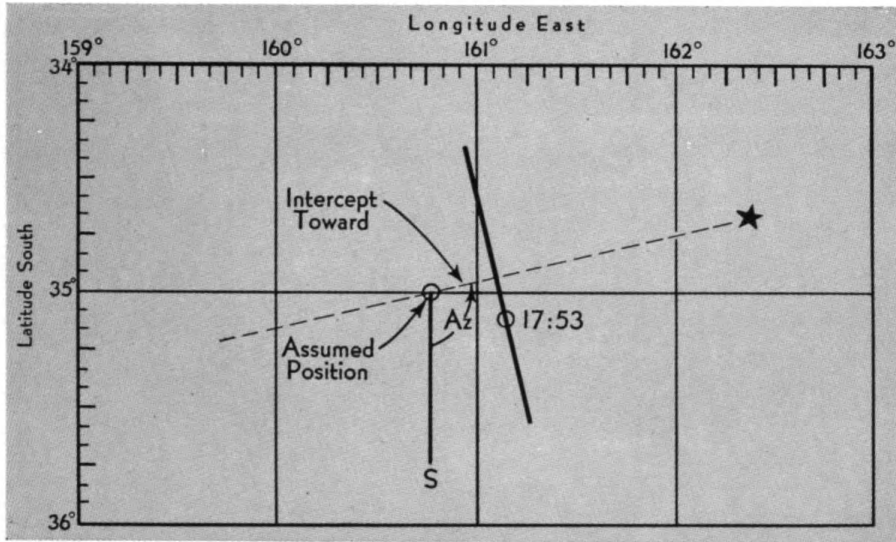 Longitude East
159° 160° 161° 162° 163°
34°
Intercept
Toward
Latitude South
35°
Az
17:53
Assumed
Position
S
36°